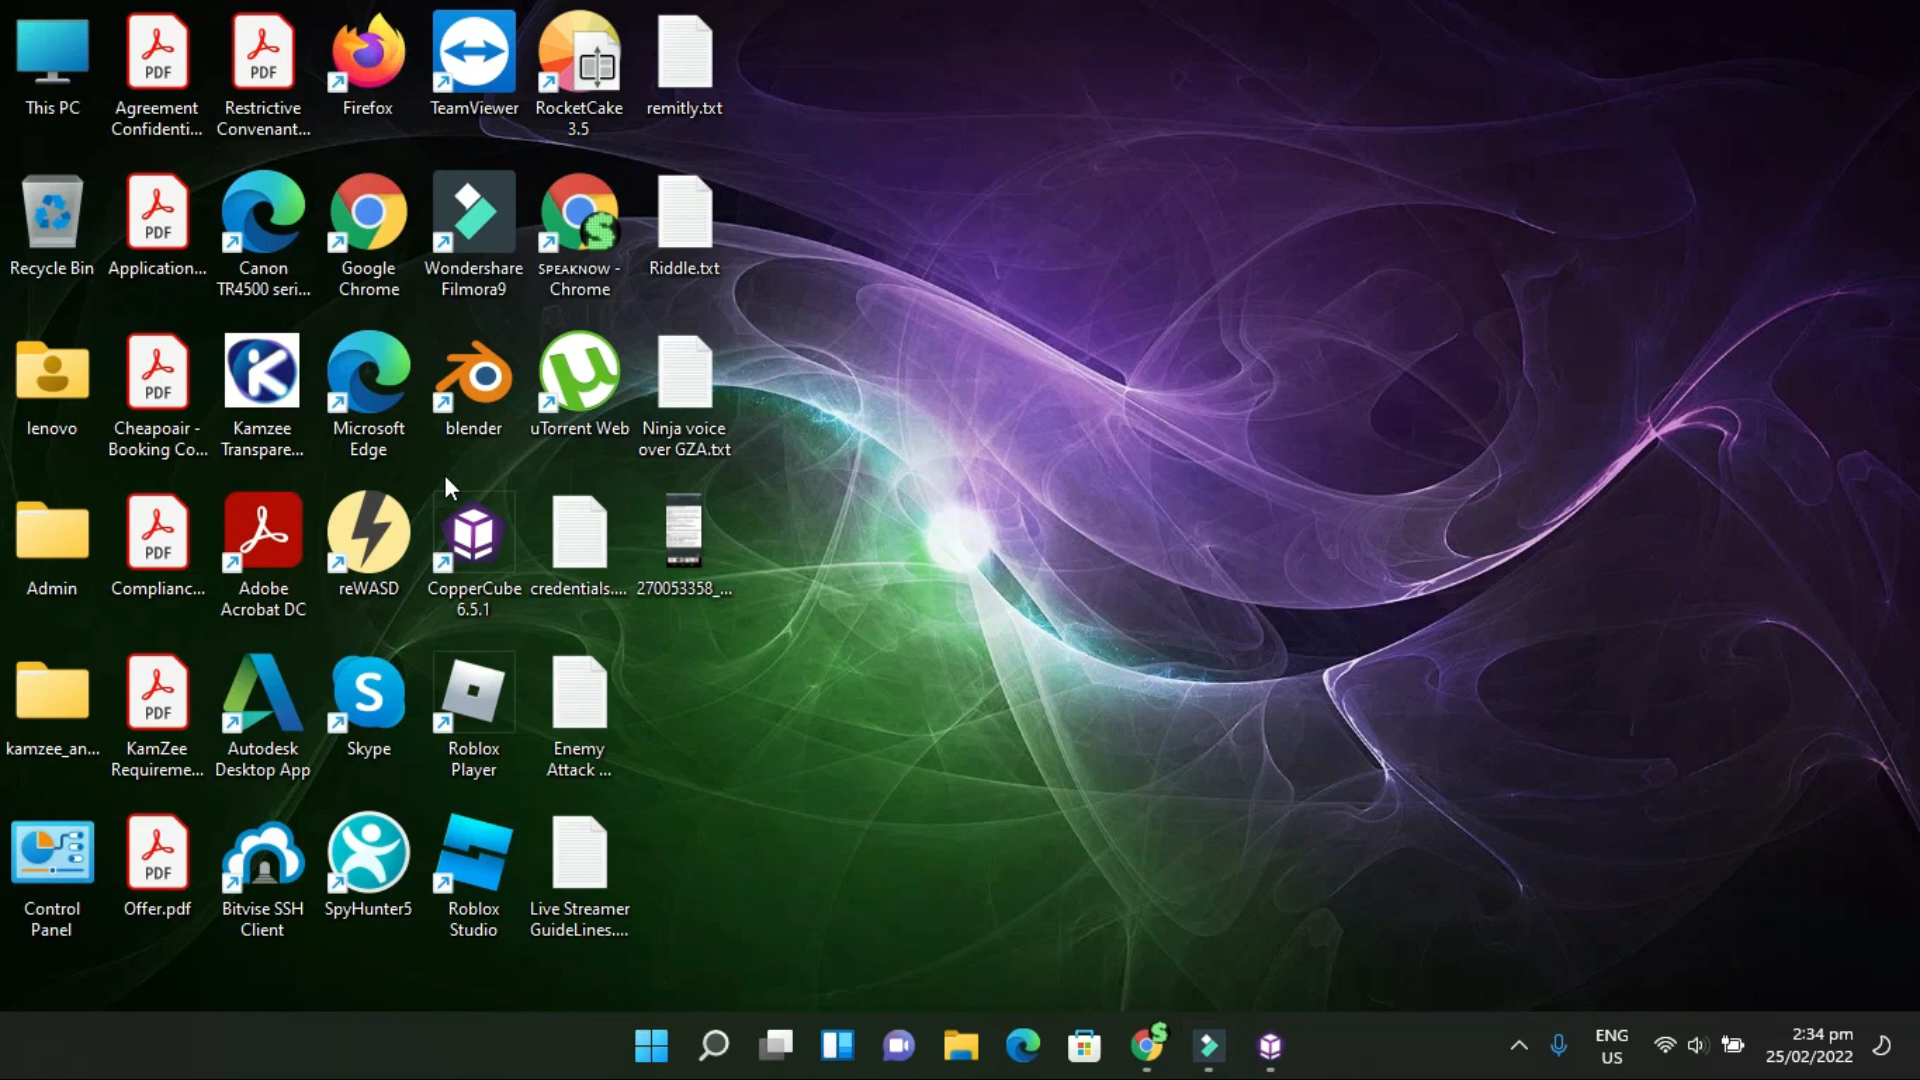 This PC
Agreement
Confidenti...
Restrictive
Convenant...
Firefox
TeamViewer
RocketCake
3.5
remitly.txt
Recycle Bin
Application...
Canon
TR4500 seri...
Google
Chrome
Wondershare
Filmora9
SPEAKNOW -
Chrome
Riddle.txt
lenovo
Cheapoair -
Booking Co...
Kamzee
Transpare...
Microsoft
Edge
blender
uTorrent Web
Ninja voice
over GZA.txt
Admin
Complianc...
Adobe
Acrobat DC
reWASD
CopperCube
6.5.1
credentials....
270053358_...
kamzee_an...
KamZee
Requireme...
Autodesk
Desktop App
Skype
Roblox
Player
Enemy
Attack ...
Control
Panel
Offer.pdf
Bitvise SSH
Client
SpyHunter5
Roblox
Studio
Live Streamer
GuideLines....
PDF
PDF
PDF
PDF
PDF
PDF
PDF
ENG
US
2:34 pm
25/02/2022